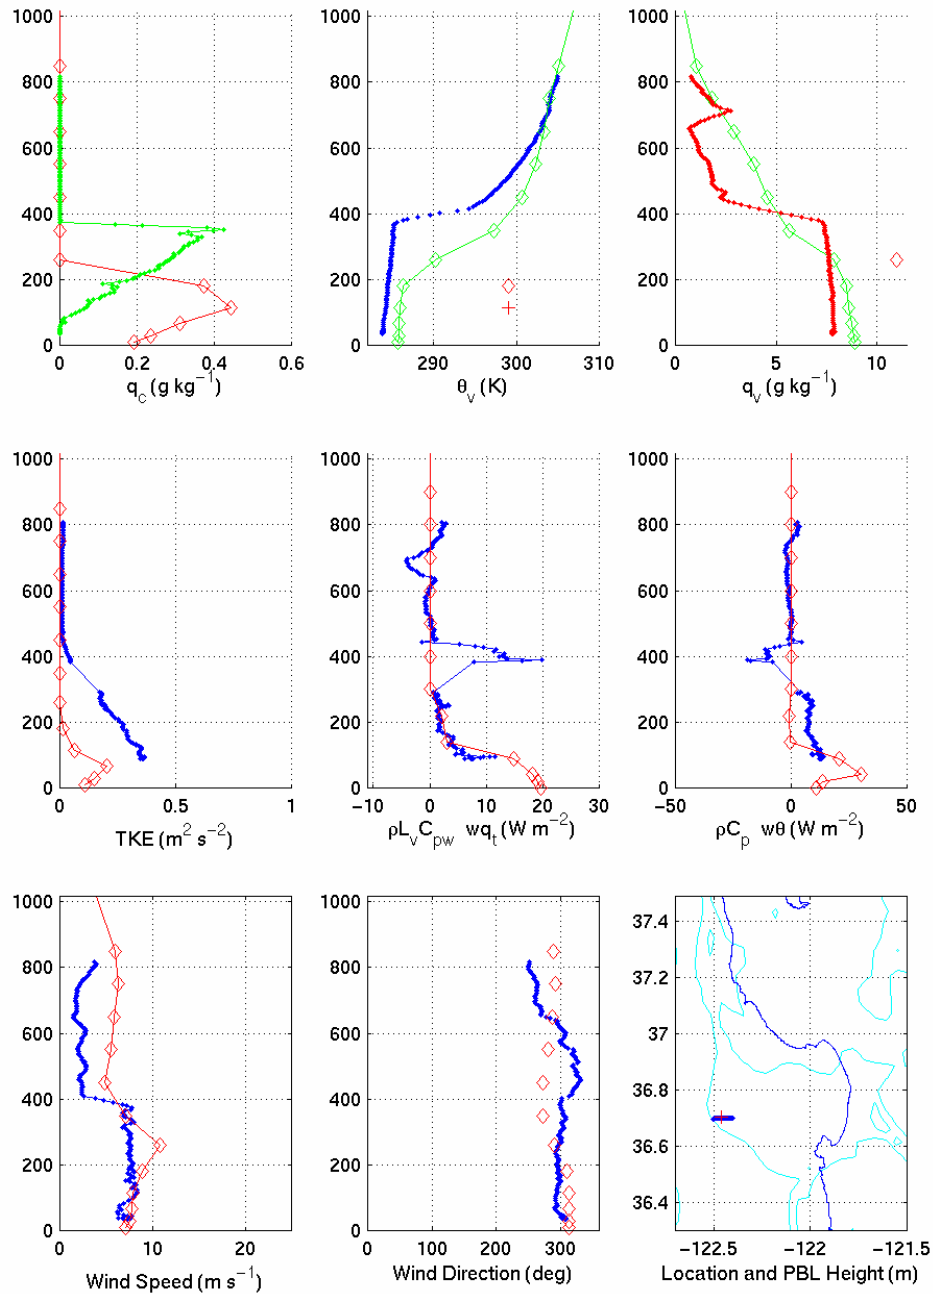 1000 1000 1000
800 800 800
600 600 600
400 400 400
200 200 200
0 0 0
0 0.2 0.4 0.6 290 300 310 0 5 10
q_c (g kg⁻¹) θ_v (K) q_v (g kg⁻¹)
1000 1000 1000
800 800 800
600 600 600
400 400 400
200 200 200
0 0 0
0 0.5 1 −10 0 10 20 30 −50 0 50
TKE (m² s⁻²) ρL_vC_pw wq_t (W m⁻²) ρC_p wθ (W m⁻²)
1000 1000 37.4
800 800 37.2
600 600 37
400 400 36.8
200 200 36.6
0 0 36.4
0 10 20 0 100 200 300 −122.5 −122 −121.5
Wind Speed (m s⁻¹) Wind Direction (deg) Location and PBL Height (m)